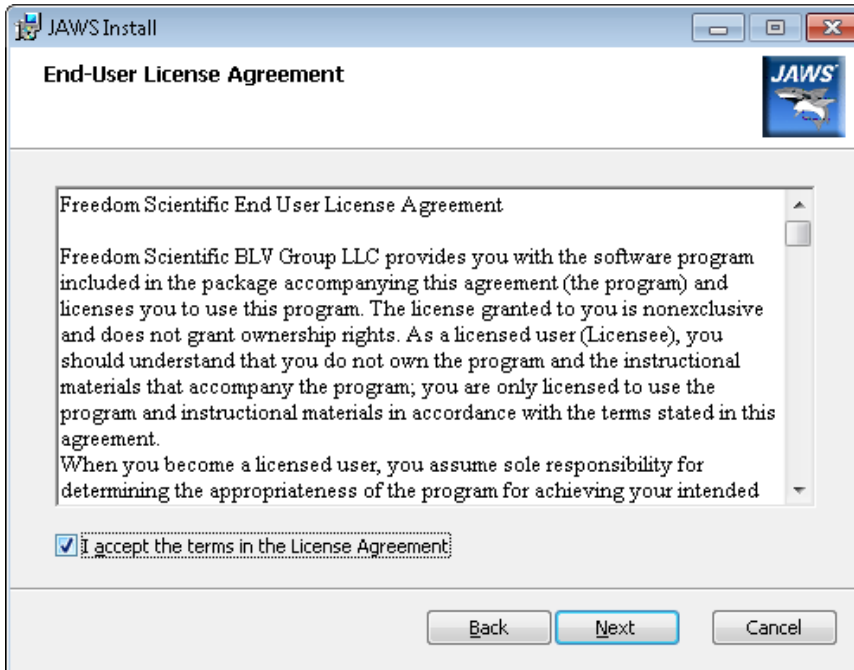 JAWS Install
End-User License Agreement
JAWS
Freedom Scientific End User License Agreement
Freedom Scientific BLV Group LLC provides you with the software program
included in the package accompanying this agreement (the program) and
licenses you to use this program. The license granted to you is nonexclusive
and does not grant ownership rights. As a licensed user (Licensee), you
should understand that you do not own the program and the instructional
materials that accompany the program; you are only licensed to use the
program and instructional materials in accordance with the terms stated in this
agreement.
When you become a licensed user, you assume sole responsibility for
determining the appropriateness of the program for achieving your intended
I accept the terms in the License Agreement
Back
Next
Cancel